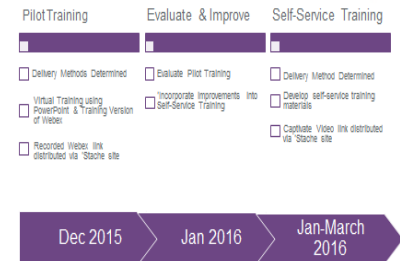 PilotTraining
Evaluate & Improve
Self-Service Training
Delivery Methods Determined
Virtual Training using
PowerPoint & Training Version
of Webex
Recorded Webex link
distributed via 'Stache site
Evaluate Pilot Training
'Incorporate Improvements into
Self-Service Training
Delivery Method Determined
Develop self-service training
materials
Captivate Video link distributed
via 'Stache site
Dec 2015
Jan 2016
Jan-March
2016